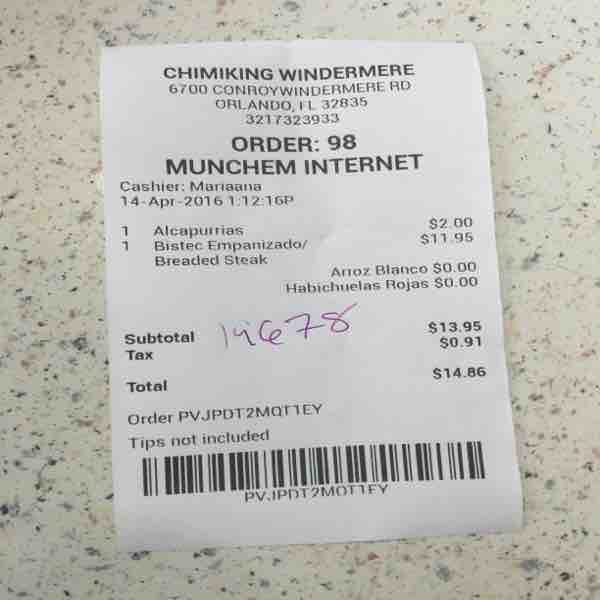 CHIMIKING WINDERMERE
6700 CONROYWINDERMERE RD
ORLANDO, FL 32835
3217323933
ORDER: 98
MUNCHEM INTERNET
Cashier: Mariaana
14-Apr-2016 1:12:16P
1 Alcapurrias $2.00
1 Bistec Empanizado/ $11.95
Breaded Steak
Arroz Blanco $0.00
Habichuelas Rojas $0.00
Subtotal $13.95
Tax $0.91
Total $14.86
Order PVJPDT2MQT1EY
Tips not included
PVJPDT2MQT1EY